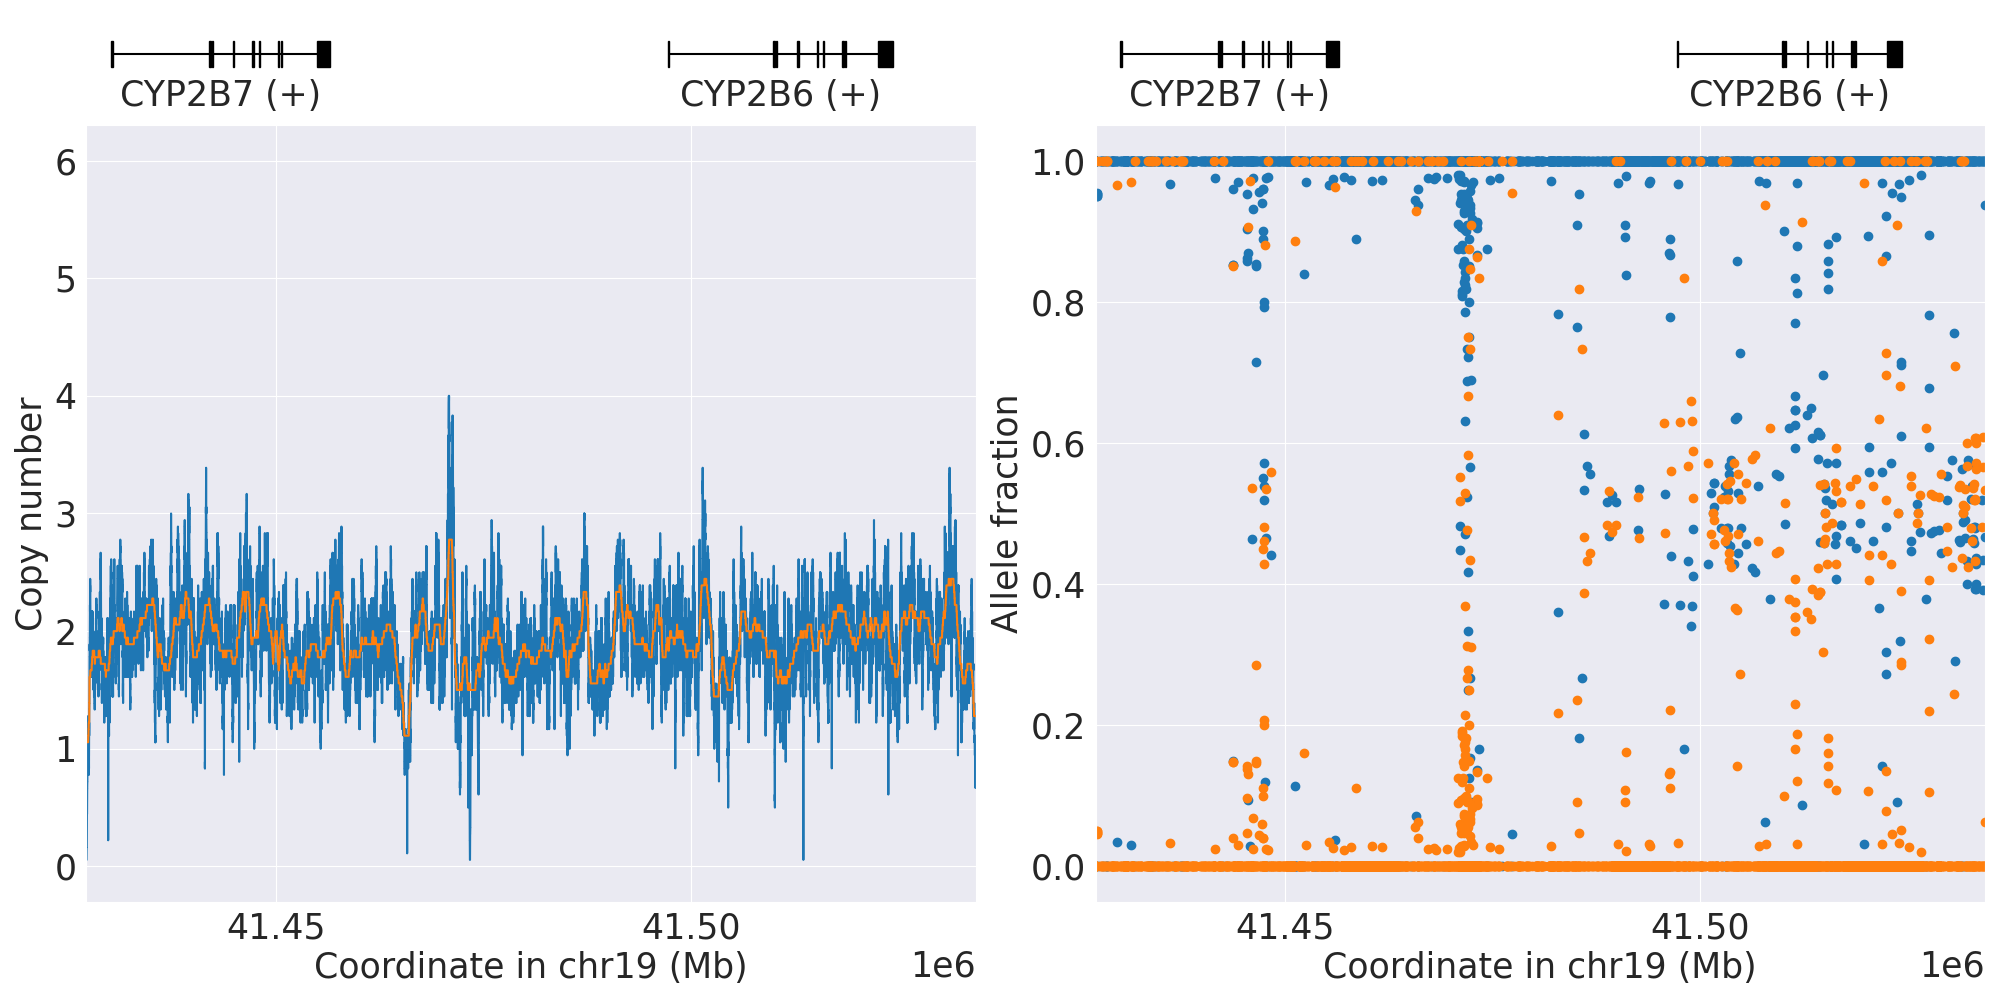 CYP2B7 (+) CYP2B6 (+)
6
5
4
3
2
1
0
Copy number
41.45 41.50
Coordinate in chr19 (Mb) 1e6
CYP2B7 (+) CYP2B6 (+)
1.0
0.8
0.6
0.4
0.2
0.0
Allele fraction
41.45 41.50
Coordinate in chr19 (Mb) 1e6